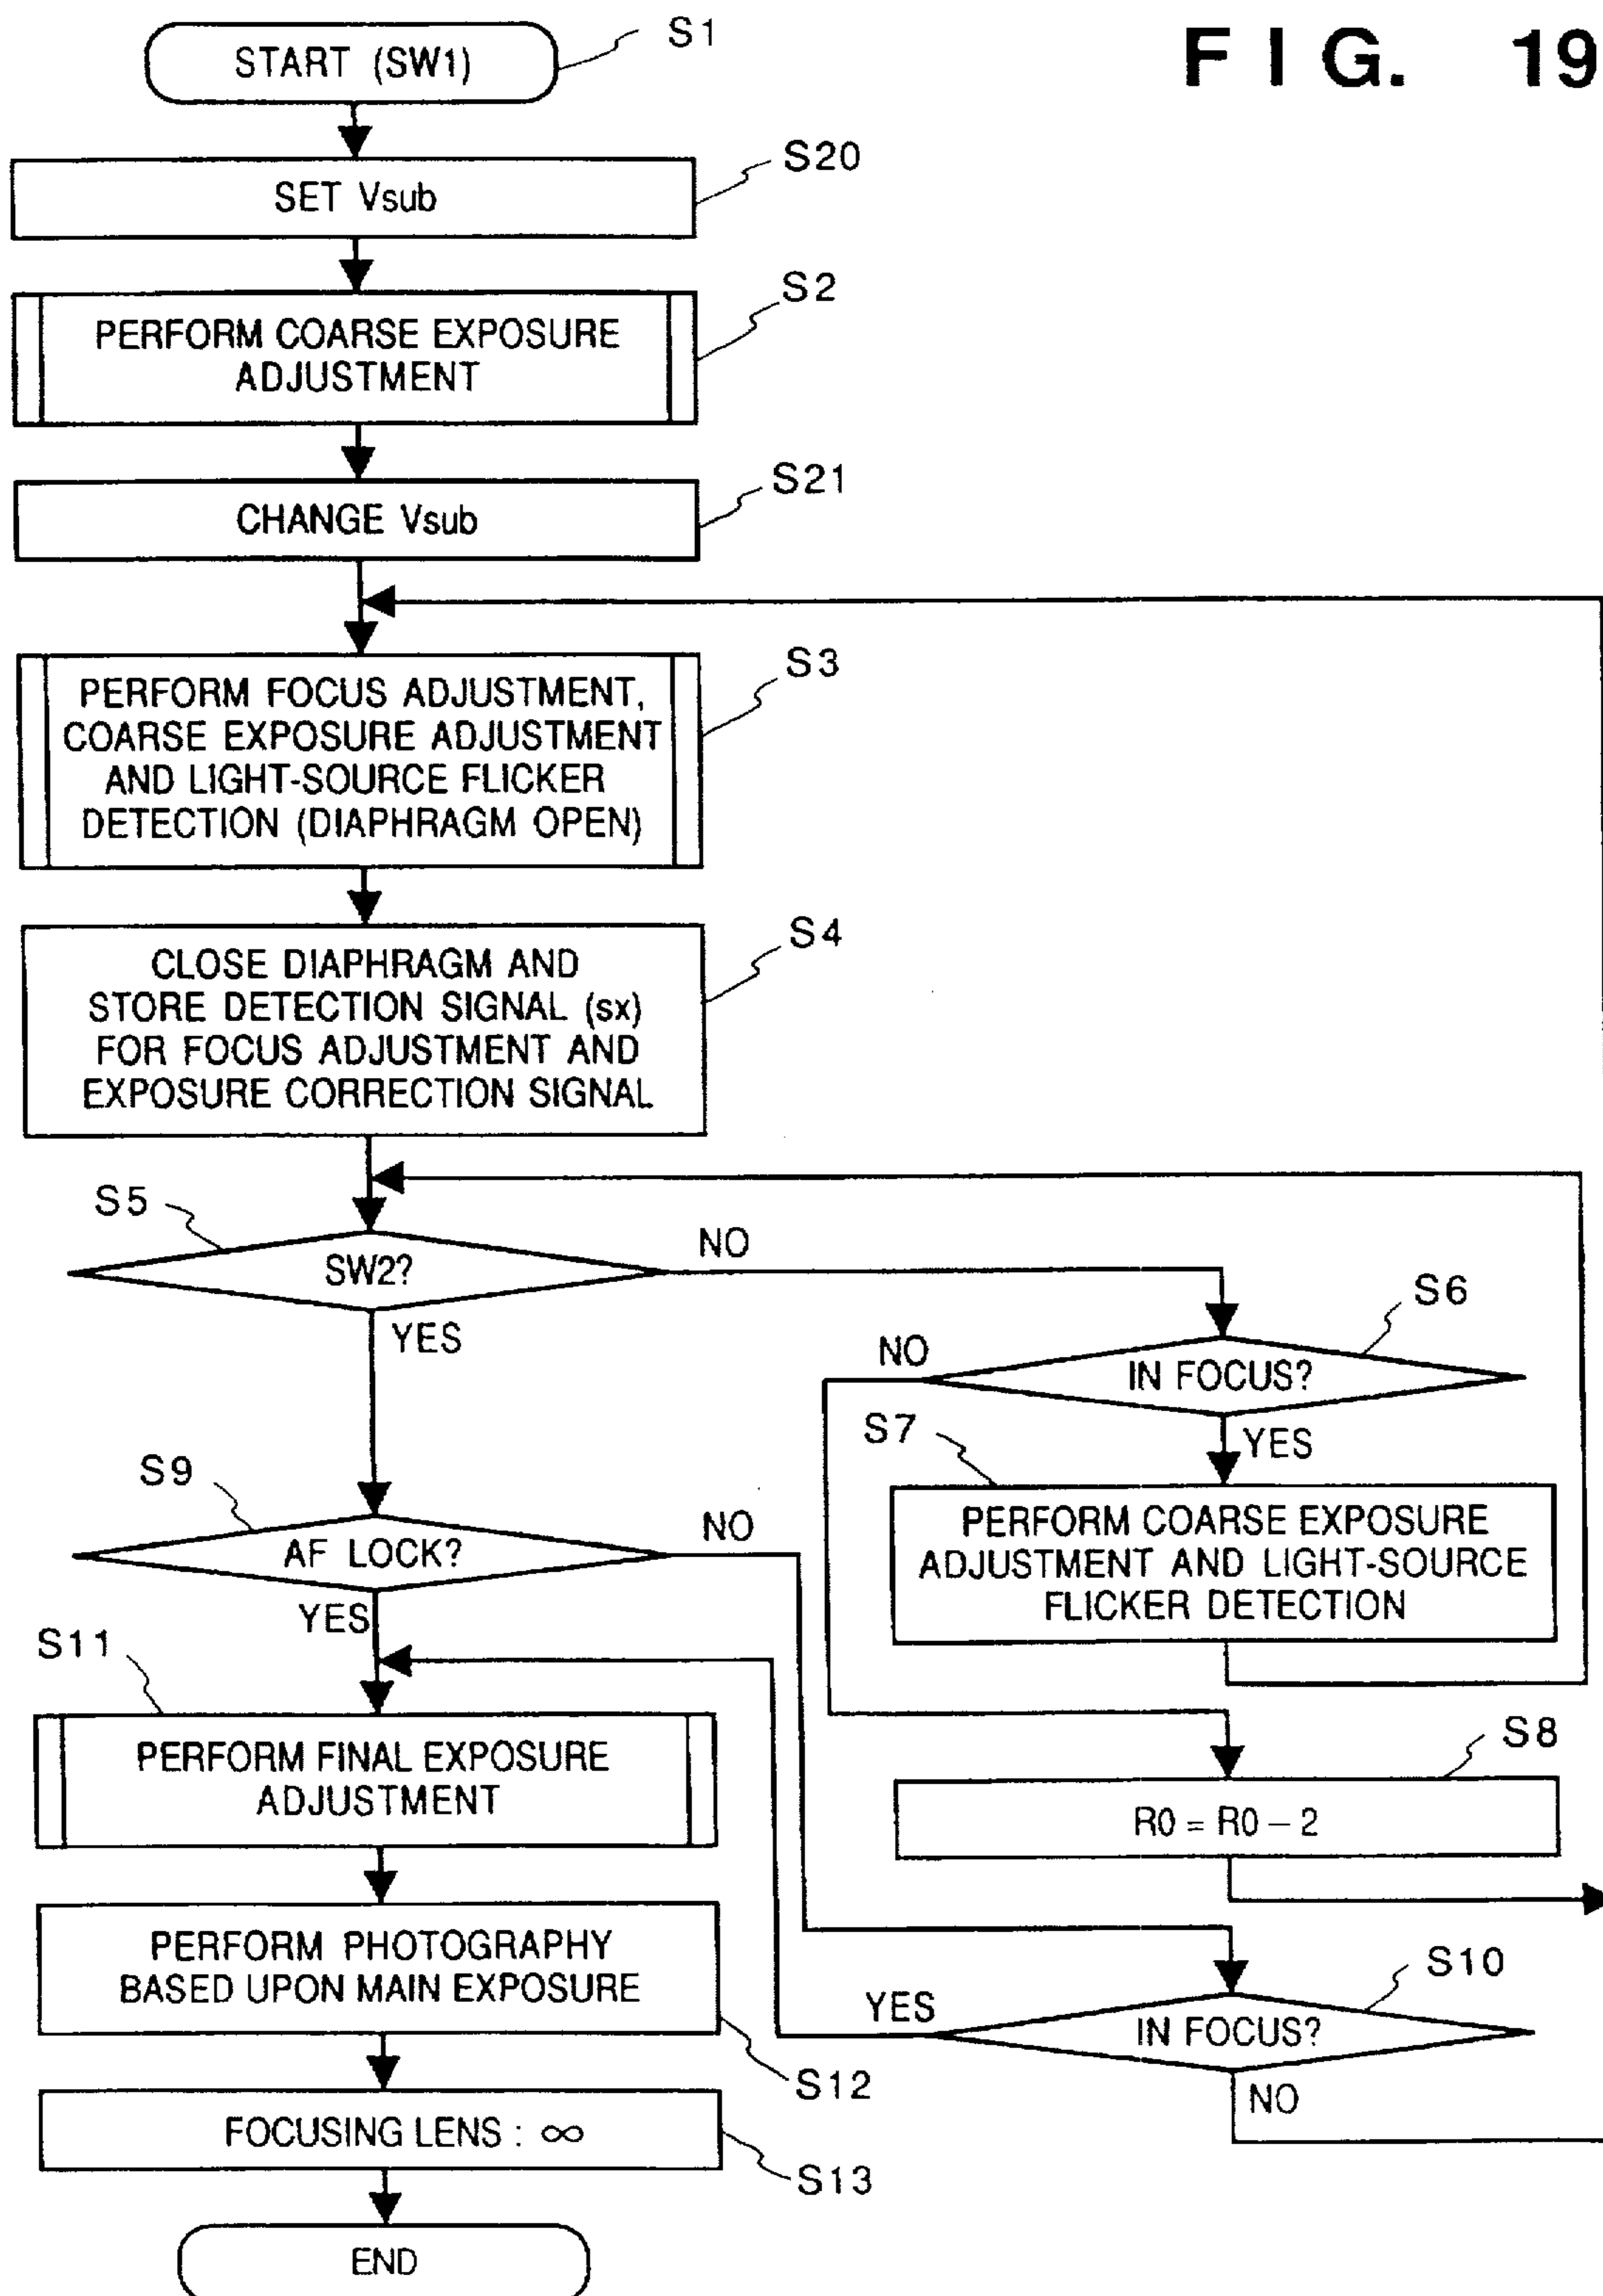 FIG. 19
START (SW1)
S1
SET Vsub
S20
PERFORM COARSE EXPOSURE
ADJUSTMENT
S2
CHANGE Vsub
S21
PERFORM FOCUS ADJUSTMENT,
COARSE EXPOSURE ADJUSTMENT
AND LIGHT-SOURCE FLICKER
DETECTION (DIAPHRAGM OPEN)
S3
CLOSE DIAPHRAGM AND
STORE DETECTION SIGNAL (sx)
FOR FOCUS ADJUSTMENT AND
EXPOSURE CORRECTION SIGNAL
S4
S5
SW2?
NO
YES
S6
IN FOCUS?
NO
YES
S7
PERFORM COARSE EXPOSURE
ADJUSTMENT AND LIGHT-SOURCE
FLICKER DETECTION
S8
R0 = R0 – 2
S9
AF LOCK?
NO
YES
S10
IN FOCUS?
YES
NO
S11
PERFORM FINAL EXPOSURE
ADJUSTMENT
PERFORM PHOTOGRAPHY
BASED UPON MAIN EXPOSURE
S12
FOCUSING LENS : ∞
S13
END